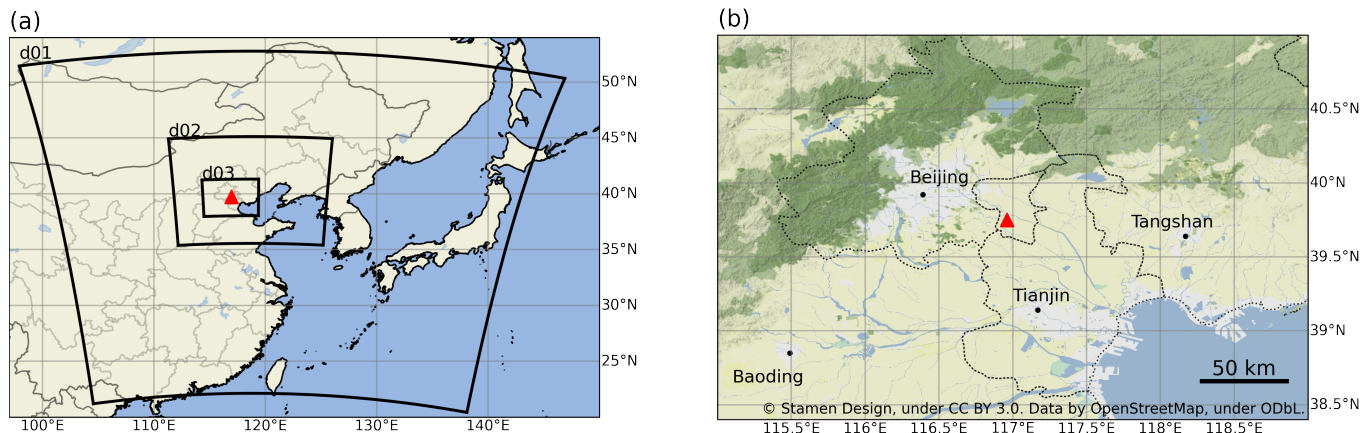 (a)
d01
d02
d03
50°N
45°N
40°N
35°N
30°N
25°N
100°E 110°E 120°E 130°E 140°E
(b)
Beijing
Tangshan
Tianjin
Baoding
50 km
© Stamen Design, under CC BY 3.0. Data by OpenStreetMap, under ODbL.
40.5°N
40°N
39.5°N
39°N
38.5°N
115.5°E 116°E 116.5°E 117°E 117.5°E 118°E 118.5°E